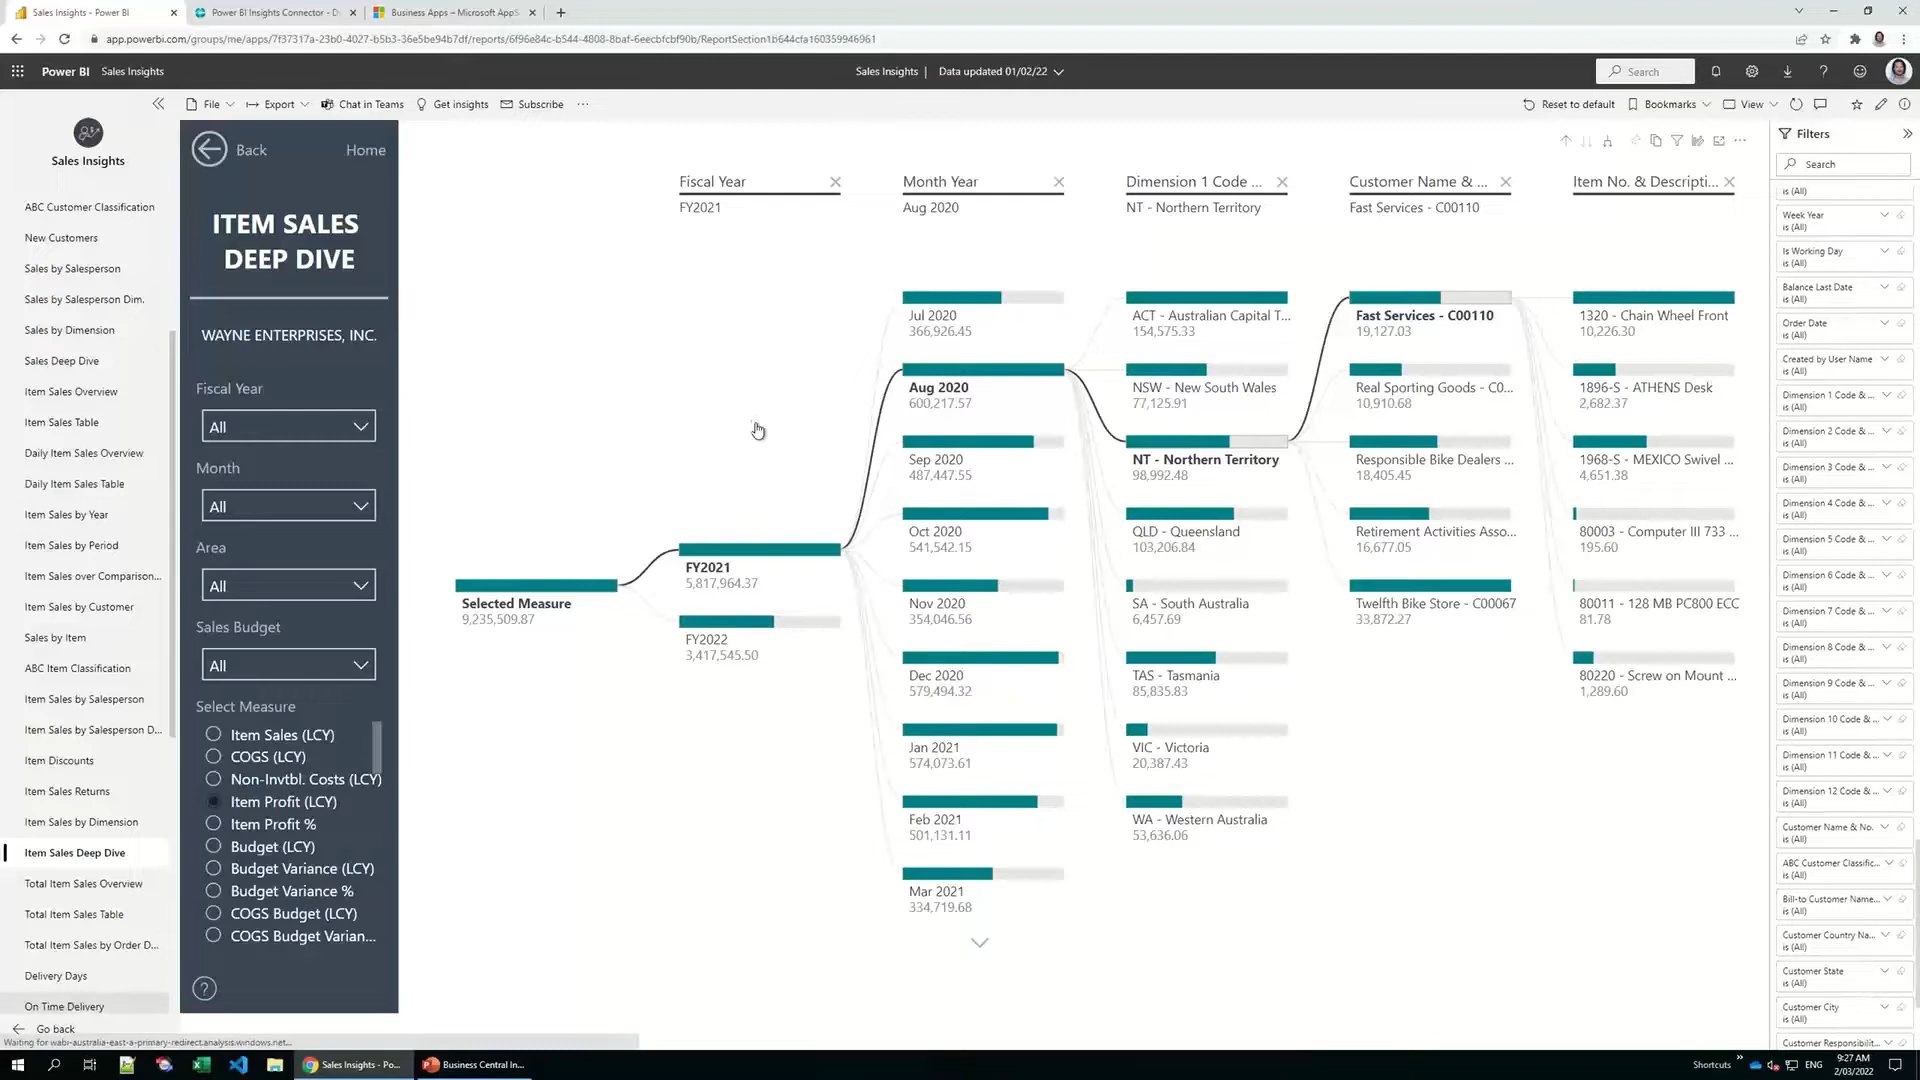 Sales Insights - Power BI
Power BI Insights Connector - D
Business Apps – Microsoft AppS
app.powerbi.com/groups/me/apps/7f37317a-23b0-4027-b5b3-36e5be94b7df/reports/6f96e84c-b544-4808-8baf-6eecbfcbf90b/ReportSection1b644cfa160359946961
Power BI
Sales Insights
Sales Insights | Data updated 01/02/22
Search
File
Export
Chat in Teams
Get insights
Subscribe
Reset to default
Bookmarks
View
Sales Insights
ABC Customer Classification
New Customers
Sales by Salesperson
Sales by Salesperson Dim.
Sales by Dimension
Sales Deep Dive
Item Sales Overview
Item Sales Table
Daily Item Sales Overview
Daily Item Sales Table
Item Sales by Year
Item Sales by Period
Item Sales over Comparison...
Item Sales by Customer
Sales by Item
ABC Item Classification
Item Sales by Salesperson
Item Sales by Salesperson D...
Item Discounts
Item Sales Returns
Item Sales by Dimension
Item Sales Deep Dive
Total Item Sales Overview
Total Item Sales Table
Total Item Sales by Order D...
Delivery Days
On Time Delivery
Go back
Back
Home
ITEM SALES
DEEP DIVE
WAYNE ENTERPRISES, INC.
Fiscal Year
All
Month
All
Area
All
Sales Budget
All
Select Measure
Item Sales (LCY)
COGS (LCY)
Non-Invtbl. Costs (LCY)
Item Profit (LCY)
Item Profit %
Budget (LCY)
Budget Variance (LCY)
Budget Variance %
COGS Budget (LCY)
COGS Budget Varian...
?
Selected Measure
9,235,509.87
Fiscal Year
FY2021
FY2021
5,817,964.37
FY2022
3,417,545.50
Month Year
Aug 2020
Jul 2020
366,926.45
Aug 2020
600,217.57
Sep 2020
487,447.55
Oct 2020
541,542.15
Nov 2020
354,046.56
Dec 2020
579,494.32
Jan 2021
574,073.61
Feb 2021
501,131.11
Mar 2021
334,719.68
Dimension 1 Code ...
NT - Northern Territory
ACT - Australian Capital T...
154,575.33
NSW - New South Wales
77,125.91
NT - Northern Territory
98,992.48
QLD - Queensland
103,206.84
SA - South Australia
6,457.69
TAS - Tasmania
85,835.83
VIC - Victoria
20,387.43
WA - Western Australia
53,636.06
Customer Name & ...
Fast Services - C00110
Fast Services - C00110
19,127.03
Real Sporting Goods - C0...
10,910.68
Responsible Bike Dealers ...
18,405.45
Retirement Activities Asso...
16,677.05
Twelfth Bike Store - C00067
33,872.27
Item No. & Descripti...
1320 - Chain Wheel Front
10,226.30
1896-S - ATHENS Desk
2,682.37
1968-S - MEXICO Swivel ...
4,651.38
80003 - Computer III 733 ...
195.60
80011 - 128 MB PC800 ECC
81.78
80220 - Screw on Mount ...
1,289.60
Filters
Search
is (All)
Week Year
is (All)
Is Working Day
is (All)
Balance Last Date
is (All)
Order Date
is (All)
Created by User Name
is (All)
Dimension 1 Code & ...
is (All)
Dimension 2 Code & ...
is (All)
Dimension 3 Code & ...
is (All)
Dimension 4 Code & ...
is (All)
Dimension 5 Code & ...
is (All)
Dimension 6 Code & ...
is (All)
Dimension 7 Code & ...
is (All)
Dimension 8 Code & ...
is (All)
Dimension 9 Code & ...
is (All)
Dimension 10 Code & ...
is (All)
Dimension 11 Code & ...
is (All)
Dimension 12 Code & ...
is (All)
Customer Name & No.
is (All)
ABC Customer Classific...
is (All)
Bill-to Customer Name...
is (All)
Customer Country Na...
is (All)
Customer State
is (All)
Customer City
is (All)
Customer Responsibilit...
Waiting for wabi-australia-east-a-primary-redirect.analysis.windows.net...
Sales Insights - Po...
Business Central In...
Shortcuts
ENG
9:27 AM
2/03/2022